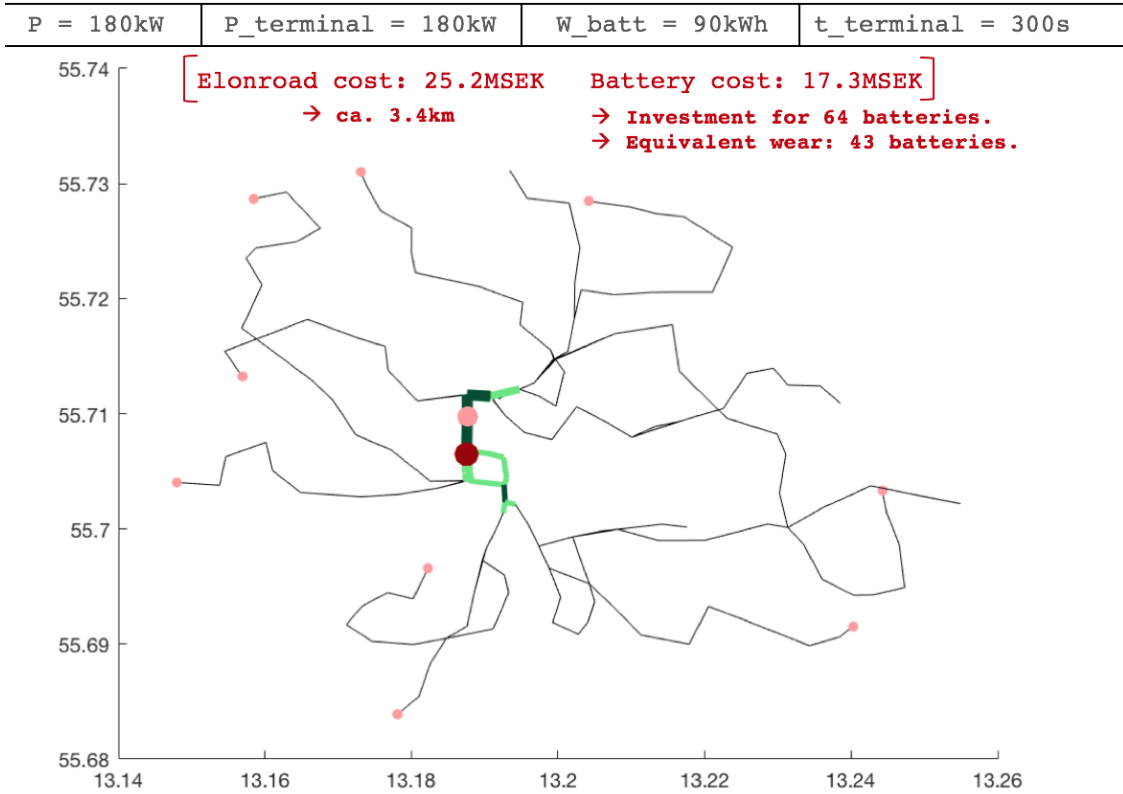 P = 180kW P_terminal = 180kW W_batt = 90kWh t_terminal = 300s
Elonroad cost: 25.2MSEK Battery cost: 17.3MSEK
→ ca. 3.4km → Investment for 64 batteries.
→ Equivalent wear: 43 batteries.
55.74
55.73
55.72
55.71
55.7
55.69
55.68
13.14 13.16 13.18 13.2 13.22 13.24 13.26